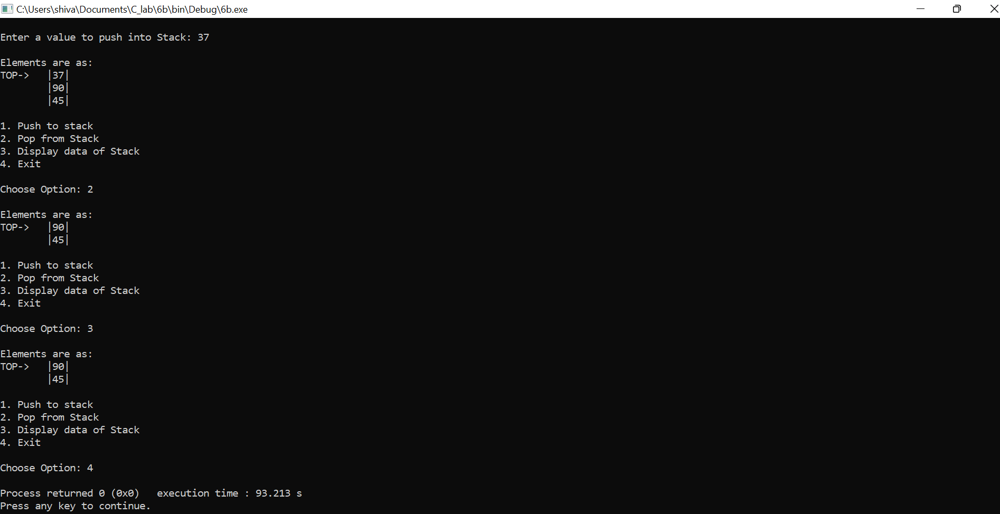 C:\Users\shiva\Documents\C_lab\6b\bin\Debug\6b.exe
Enter a value to push into Stack: 37
Elements are as:
TOP->   |37|
        |90|
        |45|
1. Push to stack
2. Pop from Stack
3. Display data of Stack
4. Exit
Choose Option: 2
Elements are as:
TOP->   |90|
        |45|
1. Push to stack
2. Pop from Stack
3. Display data of Stack
4. Exit
Choose Option: 3
Elements are as:
TOP->   |90|
        |45|
1. Push to stack
2. Pop from Stack
3. Display data of Stack
4. Exit
Choose Option: 4
Process returned 0 (0x0)   execution time : 93.213 s
Press any key to continue.